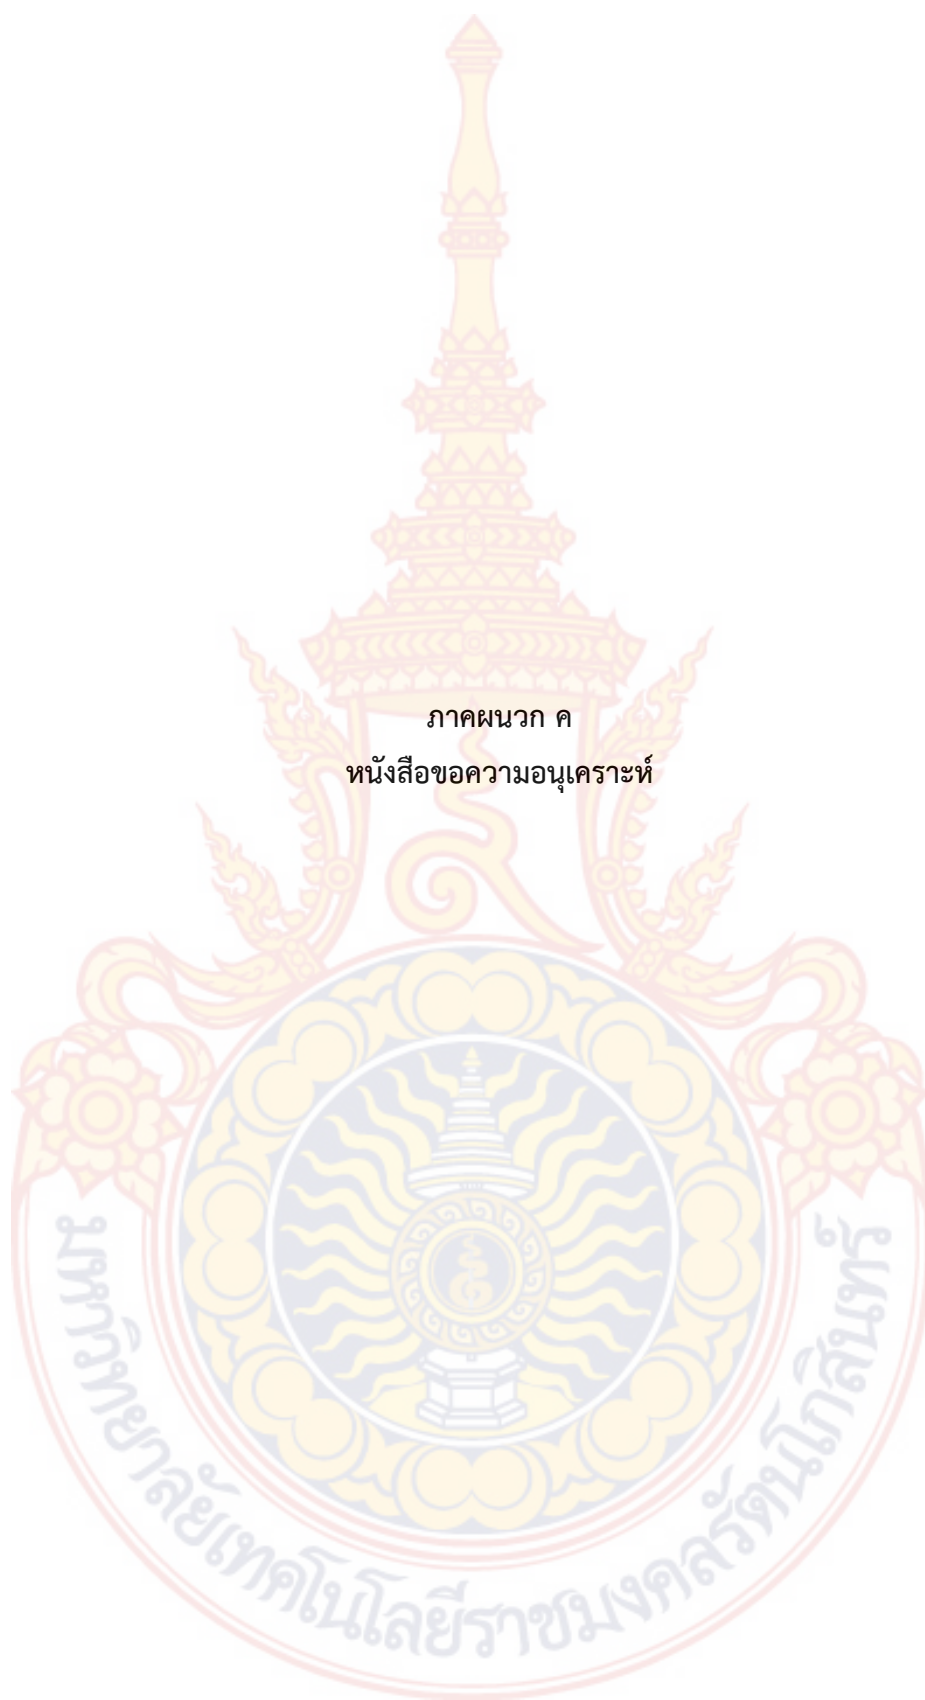 ภาคผนวก ค
หนังสือขอความอนุเคราะห์
มหาวิทยาลัยเทคโนโลยีราชมงคลรัตนโกสินทร์